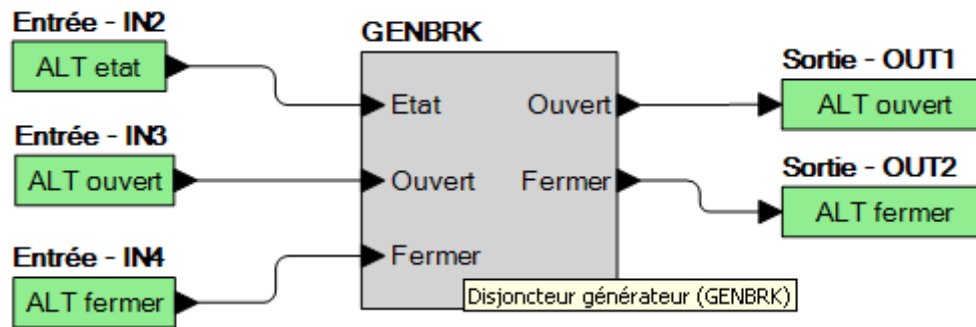 Entrée - IN2
ALT etat
Entrée - IN3
ALT ouvert
Entrée - IN4
ALT fermer
GENBRK
Etat
Ouvert
Fermer
Ouvert
Fermer
Disjoncteur générateur (GENBRK)
Sortie - OUT1
ALT ouvert
Sortie - OUT2
ALT fermer